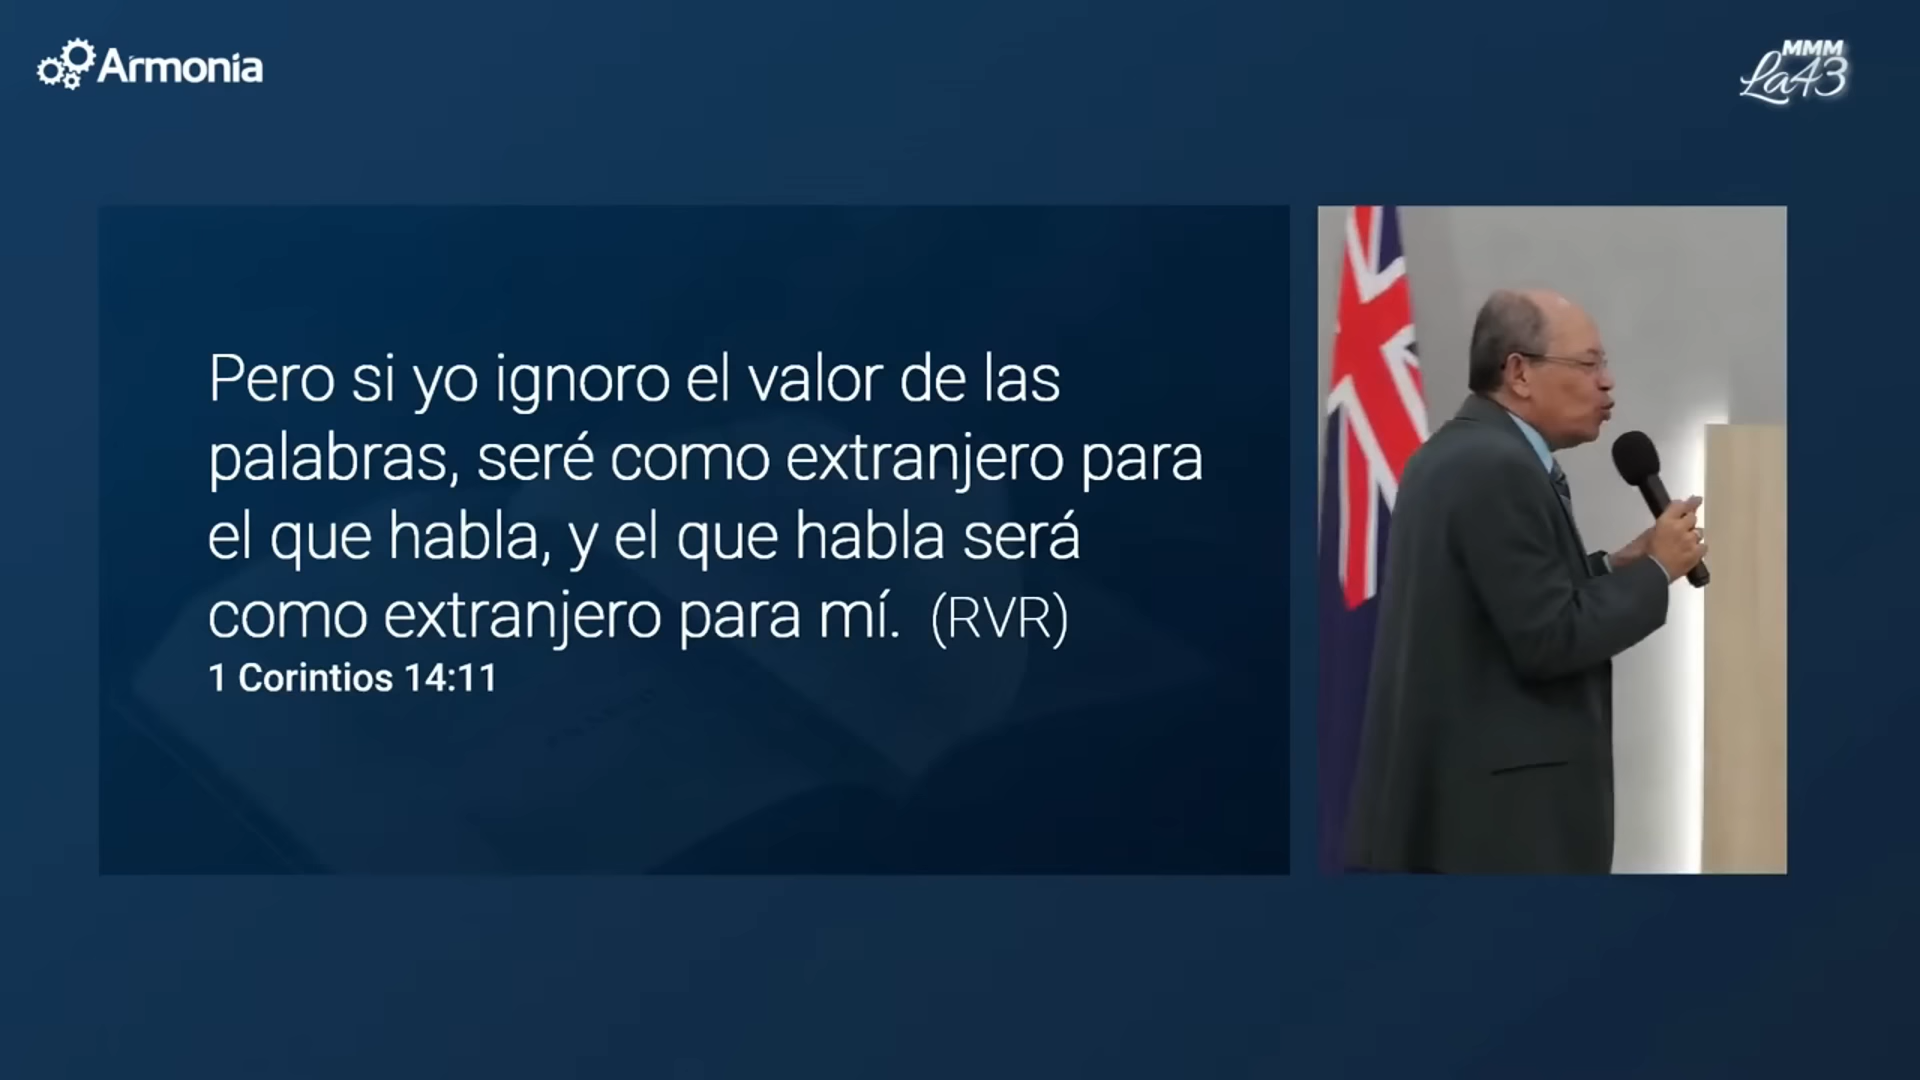 Armonía
MMM
La43
Pero si yo ignoro el valor de las
palabras, seré como extranjero para
el que habla, y el que habla será
como extranjero para mí. (RVR)
1 Corintios 14:11